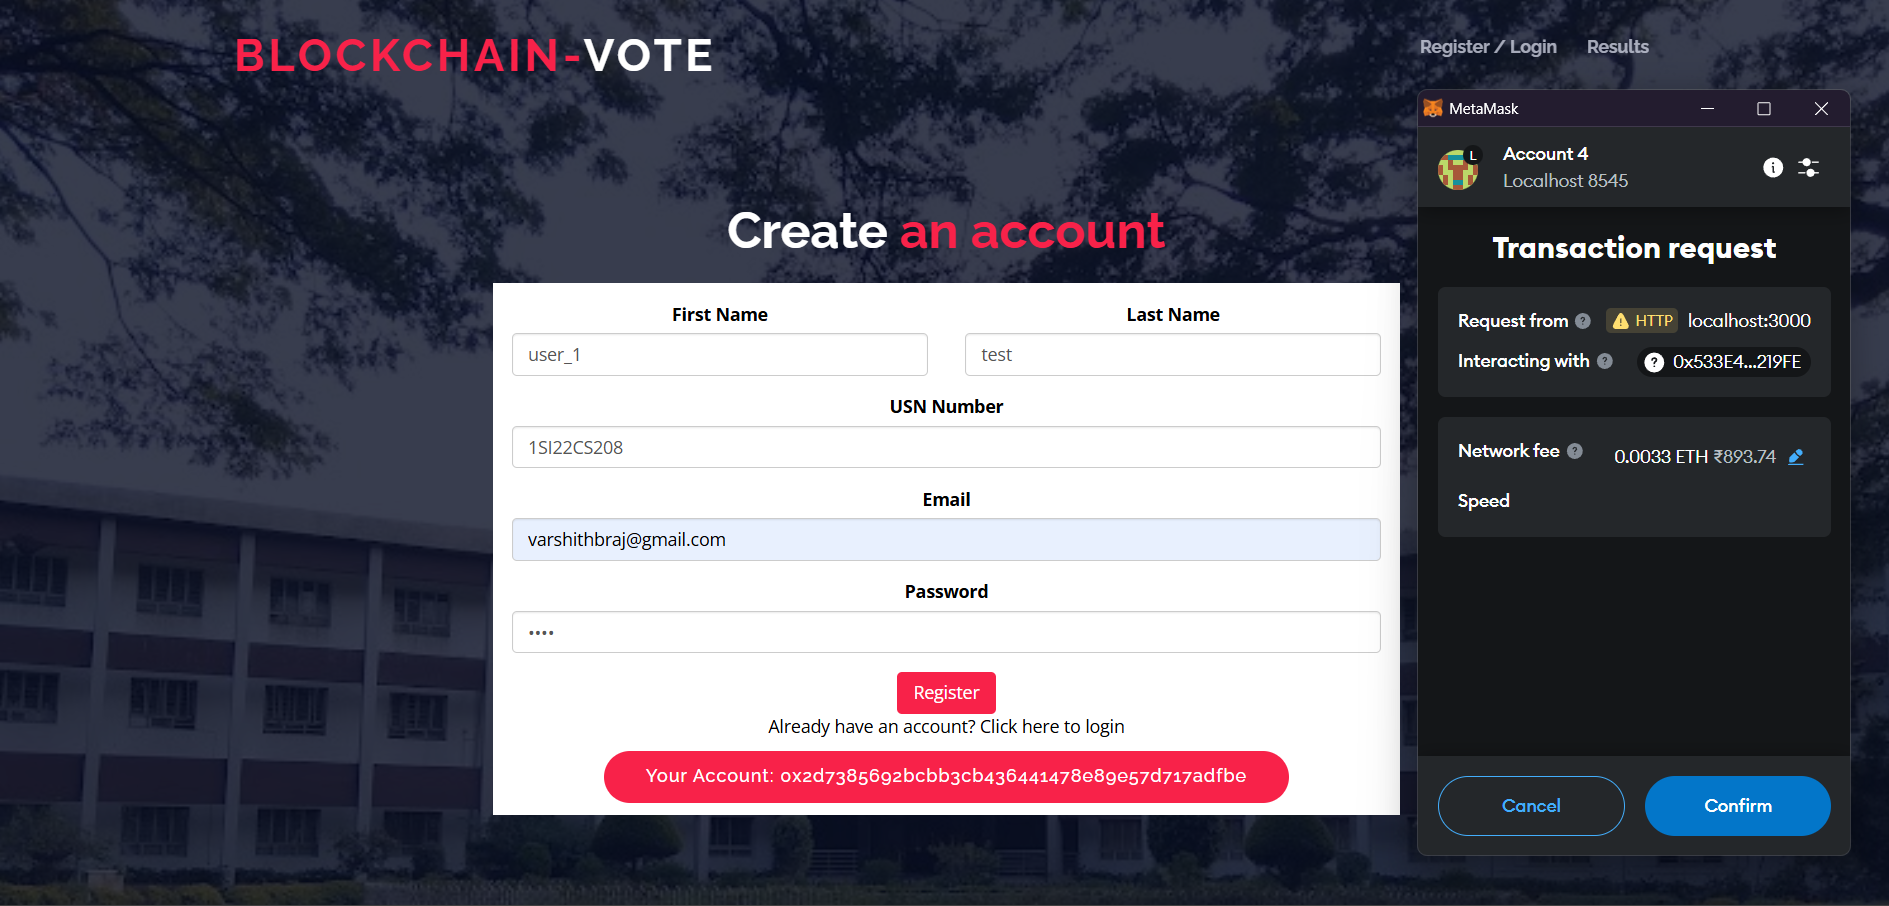 BLOCKCHAIN-VOTE
Register / Login Results
Create an account
First Name Last Name
user_1 test
USN Number
1SI22CS208
Email
varshithbraj@gmail.com
Password
••••
Register
Already have an account? Click here to login
Your Account: 0x2d7385692bcbb3cb436441478e89e57d717adfbe
MetaMask
L
Account 4
Localhost 8545
Transaction request
Request from ? HTTP localhost:3000
Interacting with ? ? 0x533E4...219FE
Network fee ? 0.0033 ETH ₹893.74
Speed
Cancel Confirm